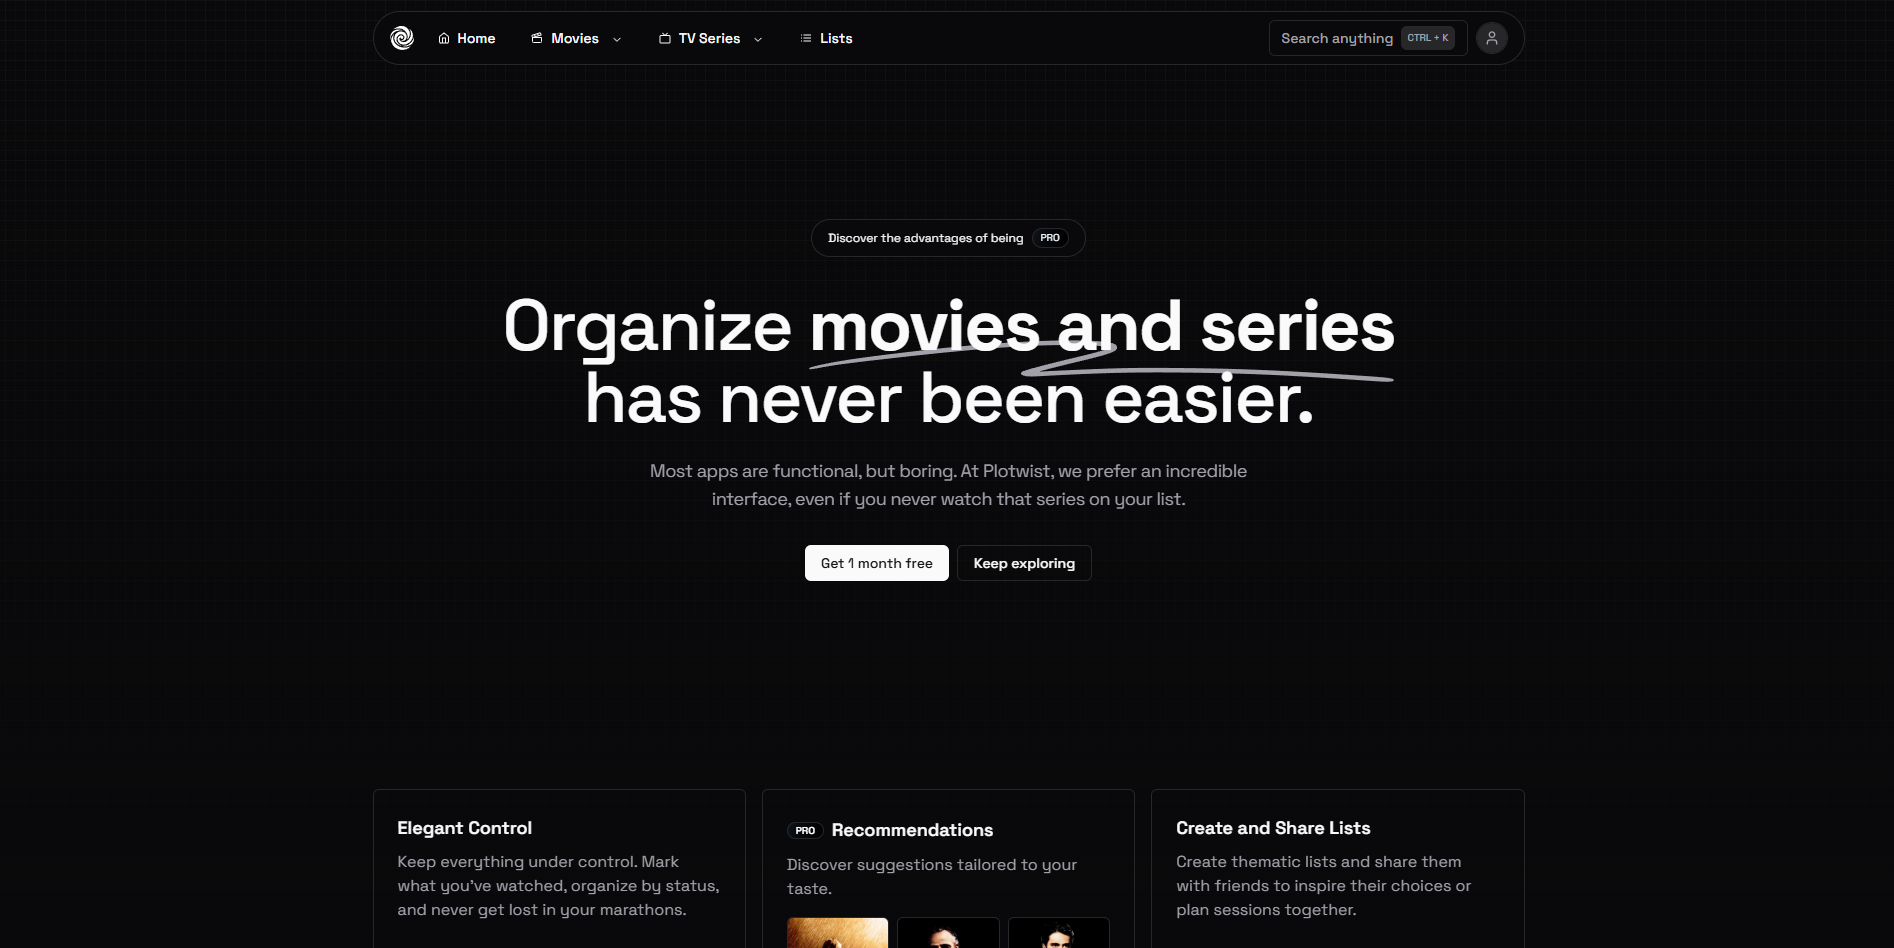 Home
Movies
TV Series
Lists
Search anything
CTRL + K
Discover the advantages of being PRO
Organize movies and series
has never been easier.
Most apps are functional, but boring. At Plotwist, we prefer an incredible
interface, even if you never watch that series on your list.
Get 1 month free
Keep exploring
Elegant Control
Keep everything under control. Mark
what you've watched, organize by status,
and never get lost in your marathons.
PRO Recommendations
Discover suggestions tailored to your
taste.
Create and Share Lists
Create thematic lists and share them
with friends to inspire their choices or
plan sessions together.